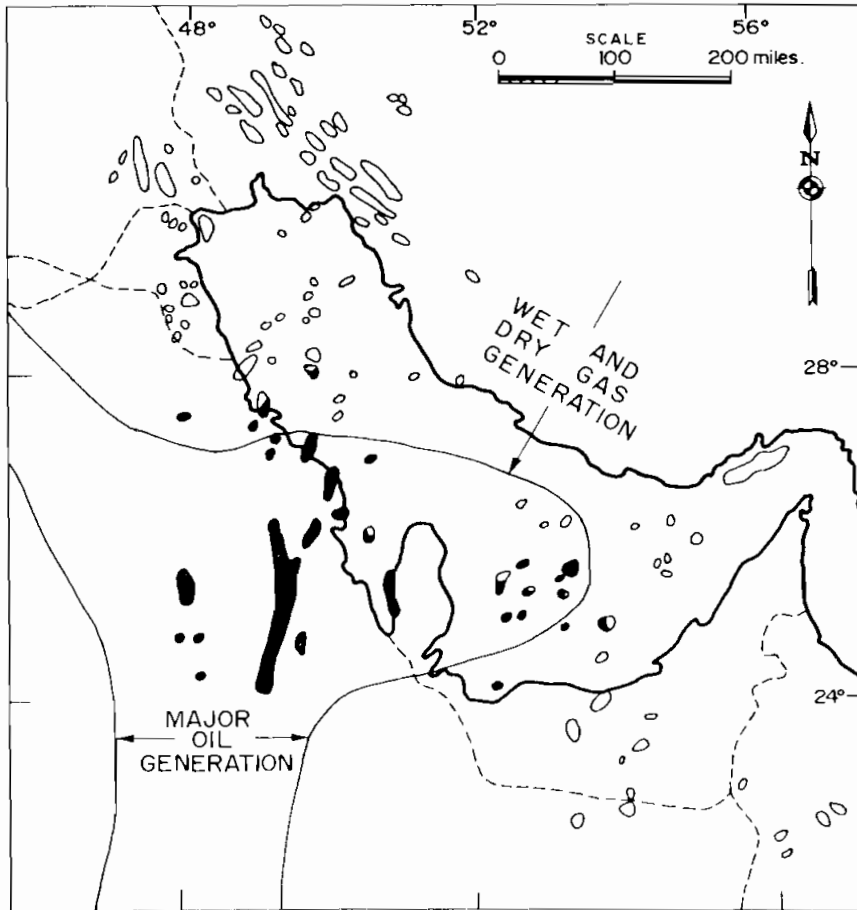 48°
52°
56°
SCALE
0 100 200 miles.
N
WET AND
DRY GAS
GENERATION
28°
24°
MAJOR
OIL
GENERATION